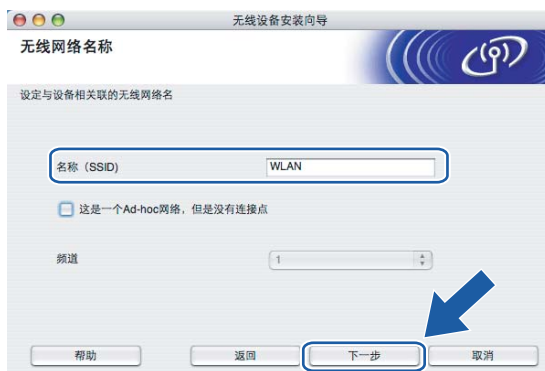 无线设备安装向导
无线网络名称
设定与设备相关联的无线网络名
名称（SSID) WLAN
这是一个Ad-hoc网络，但是没有连接点
频道 1
帮助 返回 下一步 取消